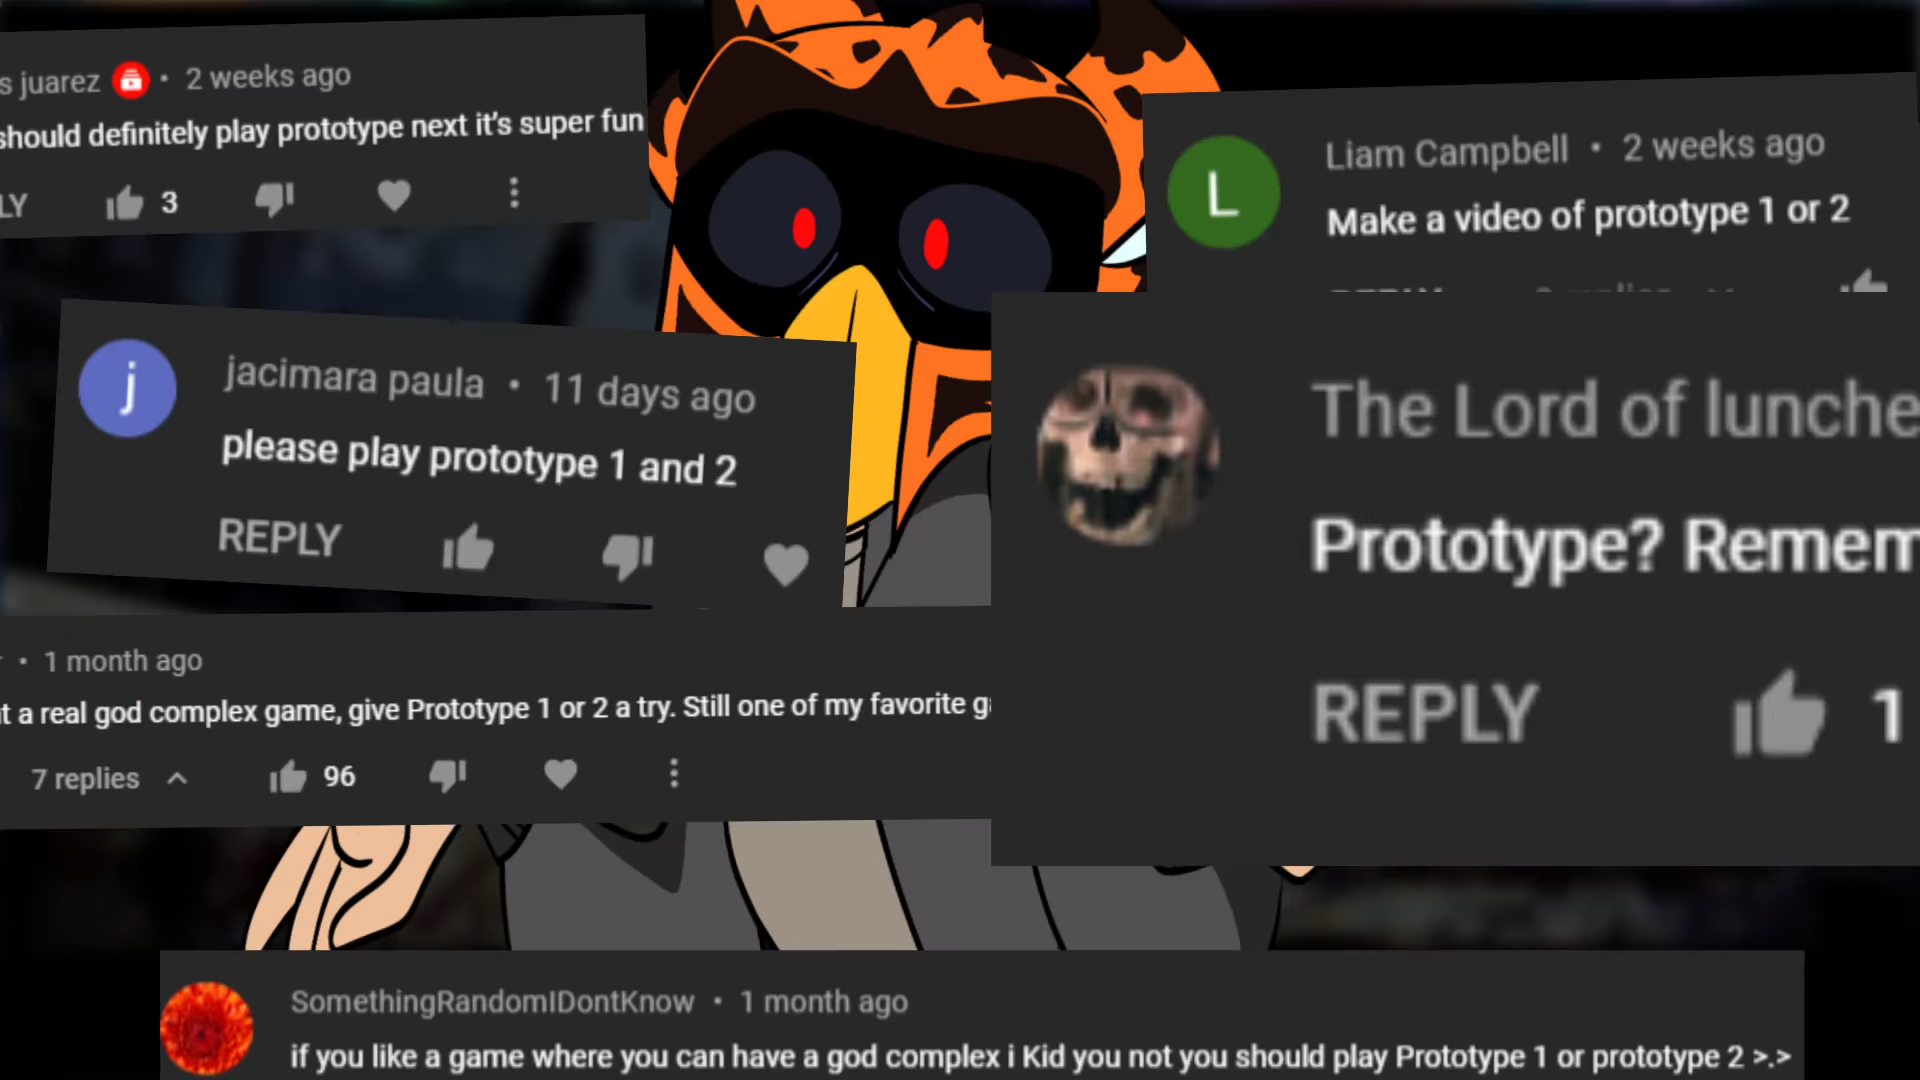 s juarez • 2 weeks ago
should definitely play prototype next it's super fun
LY 3
L
Liam Campbell • 2 weeks ago
Make a video of prototype 1 or 2
j
jacimara paula • 11 days ago
please play prototype 1 and 2
REPLY
The Lord of lunche
Prototype? Remem
REPLY 1
• 1 month ago
t a real god complex game, give Prototype 1 or 2 a try. Still one of my favorite g
7 replies 96
SomethingRandomIDontKnow • 1 month ago
if you like a game where you can have a god complex i Kid you not you should play Prototype 1 or prototype 2 >.>